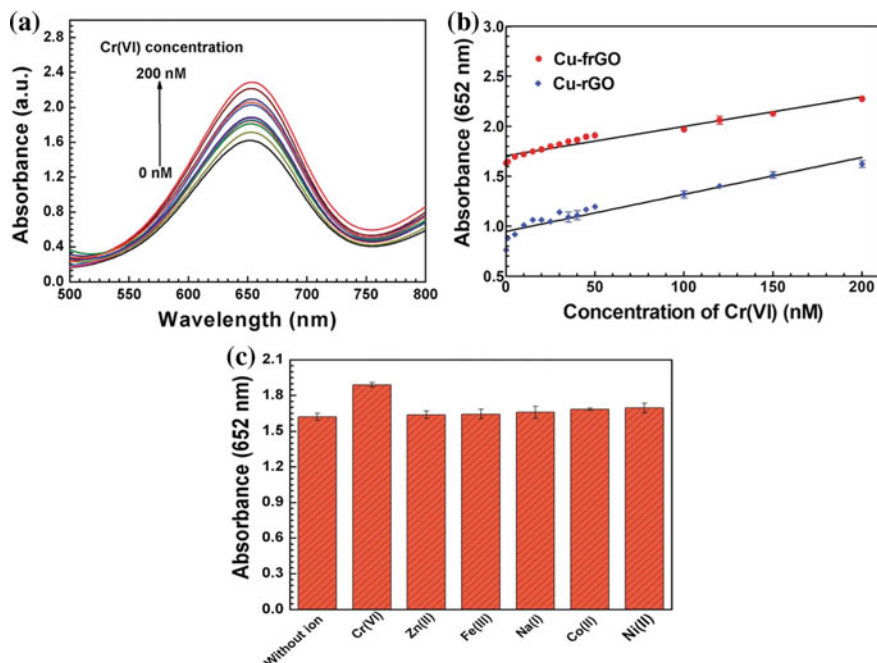 (a)
Cr(VI) concentration
200 nM
0 nM
Absorbance (a.u.)
2.8
2.4
2.0
1.6
1.2
0.8
0.4
0.0
500
550
600
650
700
750
800
Wavelength (nm)
(b)
Cu-frGO
Cu-rGO
Absorbance (652 nm)
3.0
2.5
2.0
1.5
1.0
0.5
0
50
100
150
200
Concentration of Cr(VI) (nM)
(c)
Absorbance (652 nm)
2.1
1.8
1.5
1.2
0.9
0.6
0.3
0.0
Without ion
Cr(VI)
Zn(II)
Fe(III)
Na(I)
Co(II)
Ni(II)